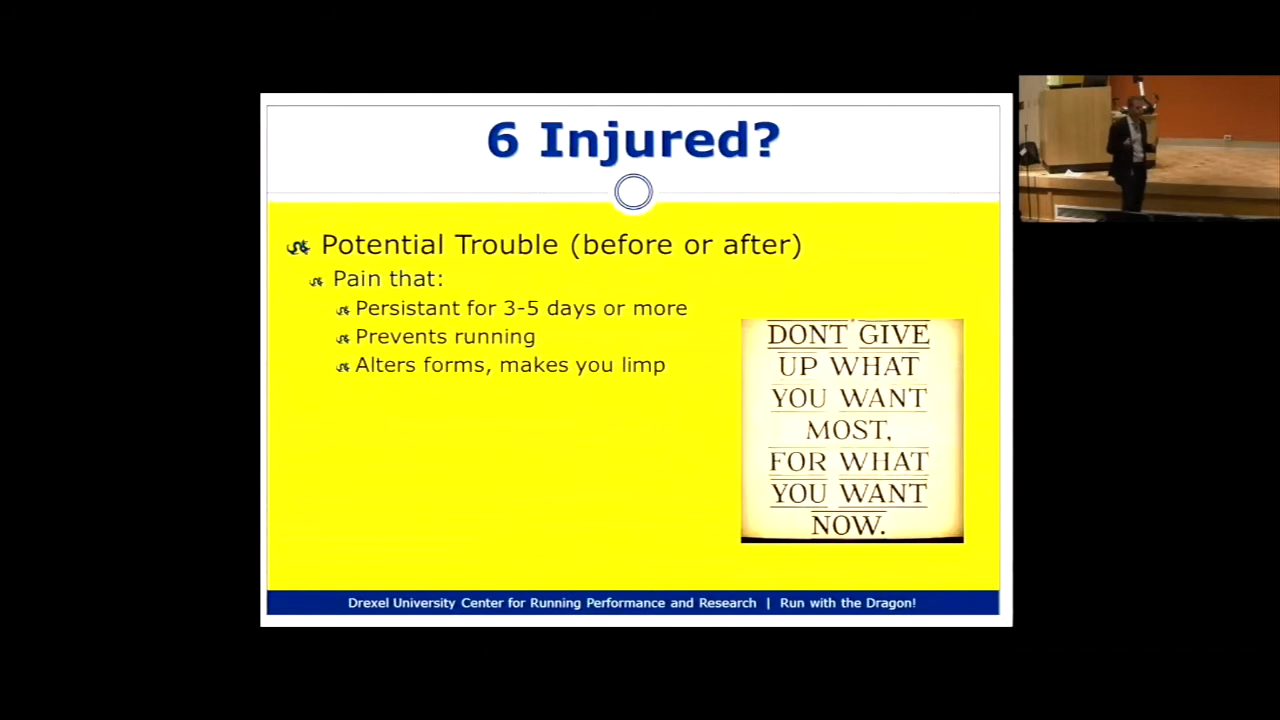 6 Injured?
Potential Trouble (before or after)
Pain that:
Persistant for 3-5 days or more
Prevents running
Alters forms, makes you limp
DONT GIVE
UP WHAT
YOU WANT
MOST,
FOR WHAT
YOU WANT
NOW.
Drexel University Center for Running Performance and Research | Run with the Dragon!